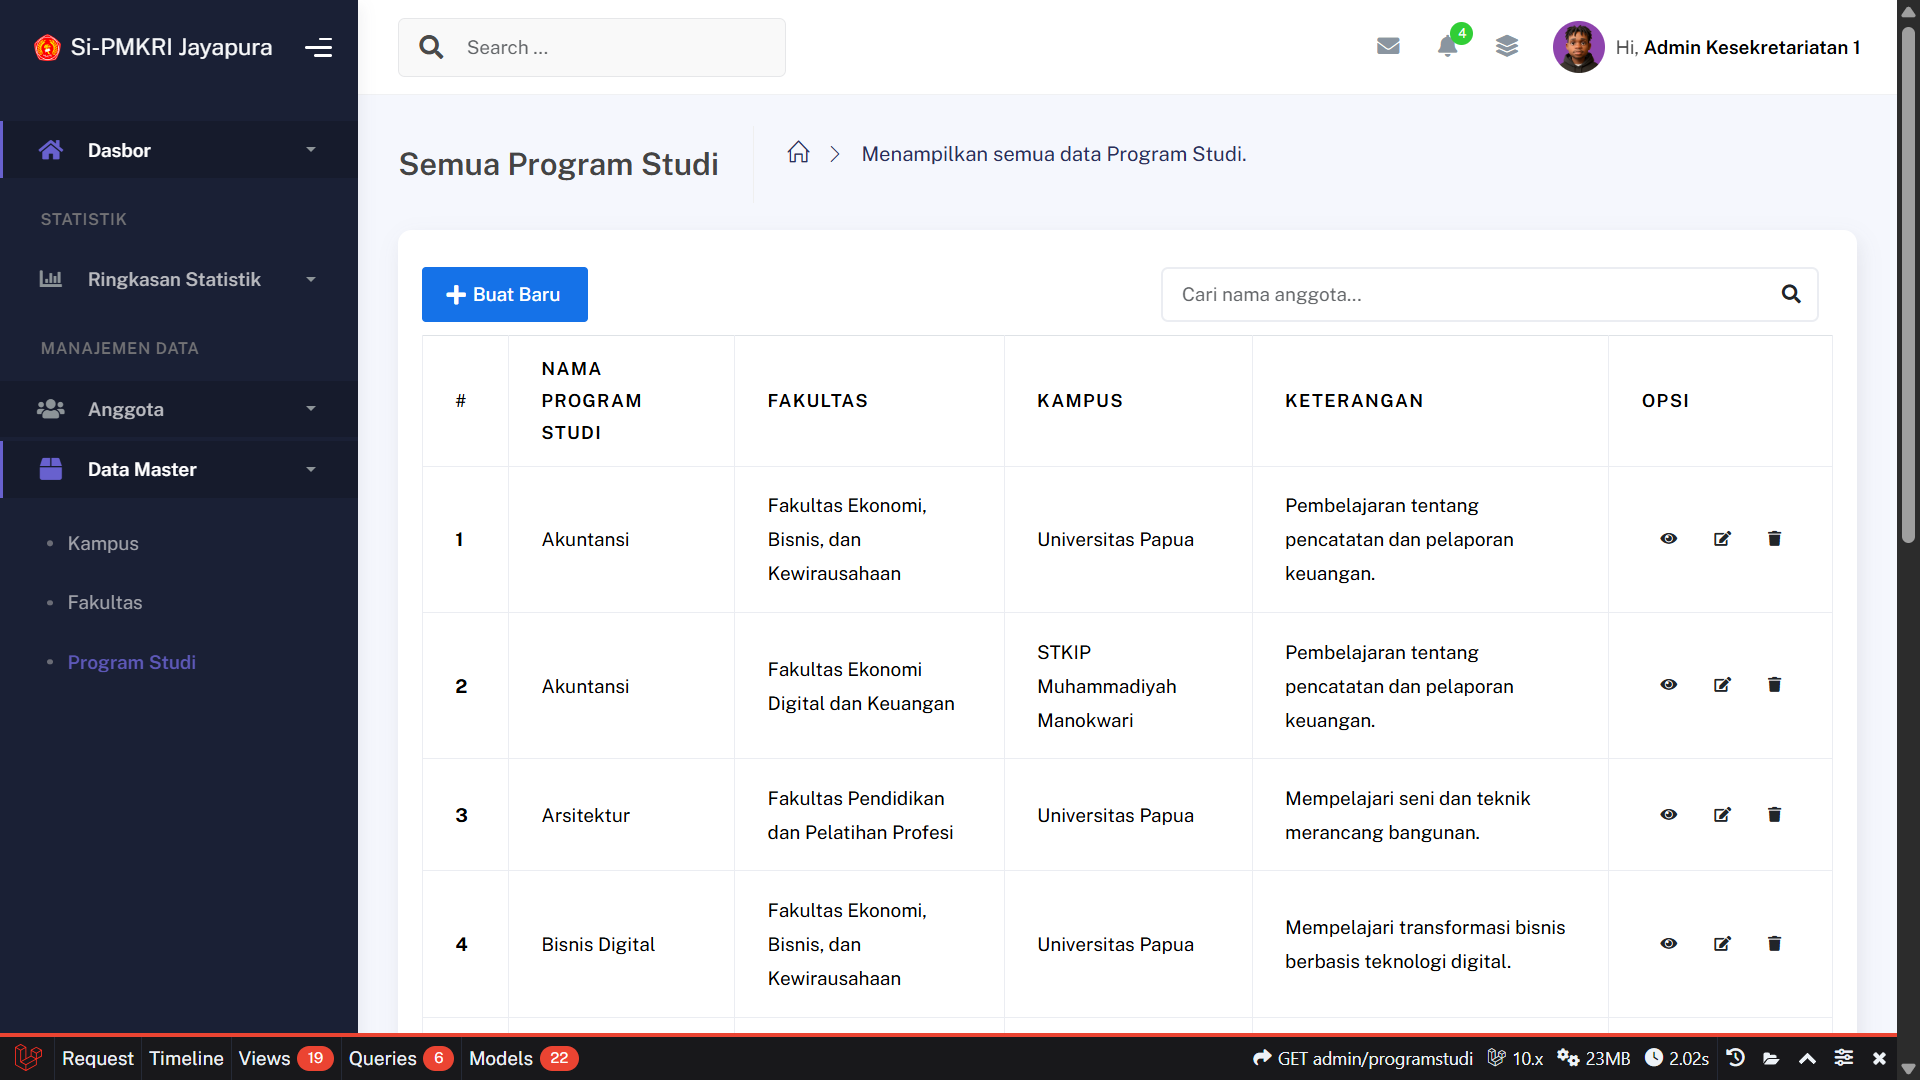 Si-PMKRI Jayapura
Search ...
4
Hi, Admin Kesekretariatan 1
Dasbor
STATISTIK
Ringkasan Statistik
MANAJEMEN DATA
Anggota
Data Master
Kampus
Fakultas
Program Studi
Semua Program Studi
Menampilkan semua data Program Studi.
Buat Baru
Cari nama anggota...
#
NAMA
PROGRAM
STUDI
FAKULTAS
KAMPUS
KETERANGAN
OPSI
1
Akuntansi
Fakultas Ekonomi,
Bisnis, dan
Kewirausahaan
Universitas Papua
Pembelajaran tentang
pencatatan dan pelaporan
keuangan.
2
Akuntansi
Fakultas Ekonomi
Digital dan Keuangan
STKIP
Muhammadiyah
Manokwari
Pembelajaran tentang
pencatatan dan pelaporan
keuangan.
3
Arsitektur
Fakultas Pendidikan
dan Pelatihan Profesi
Universitas Papua
Mempelajari seni dan teknik
merancang bangunan.
4
Bisnis Digital
Fakultas Ekonomi,
Bisnis, dan
Kewirausahaan
Universitas Papua
Mempelajari transformasi bisnis
berbasis teknologi digital.
Request Timeline Views 19 Queries 6 Models 22 GET admin/programstudi 10.x 23MB 2.02s